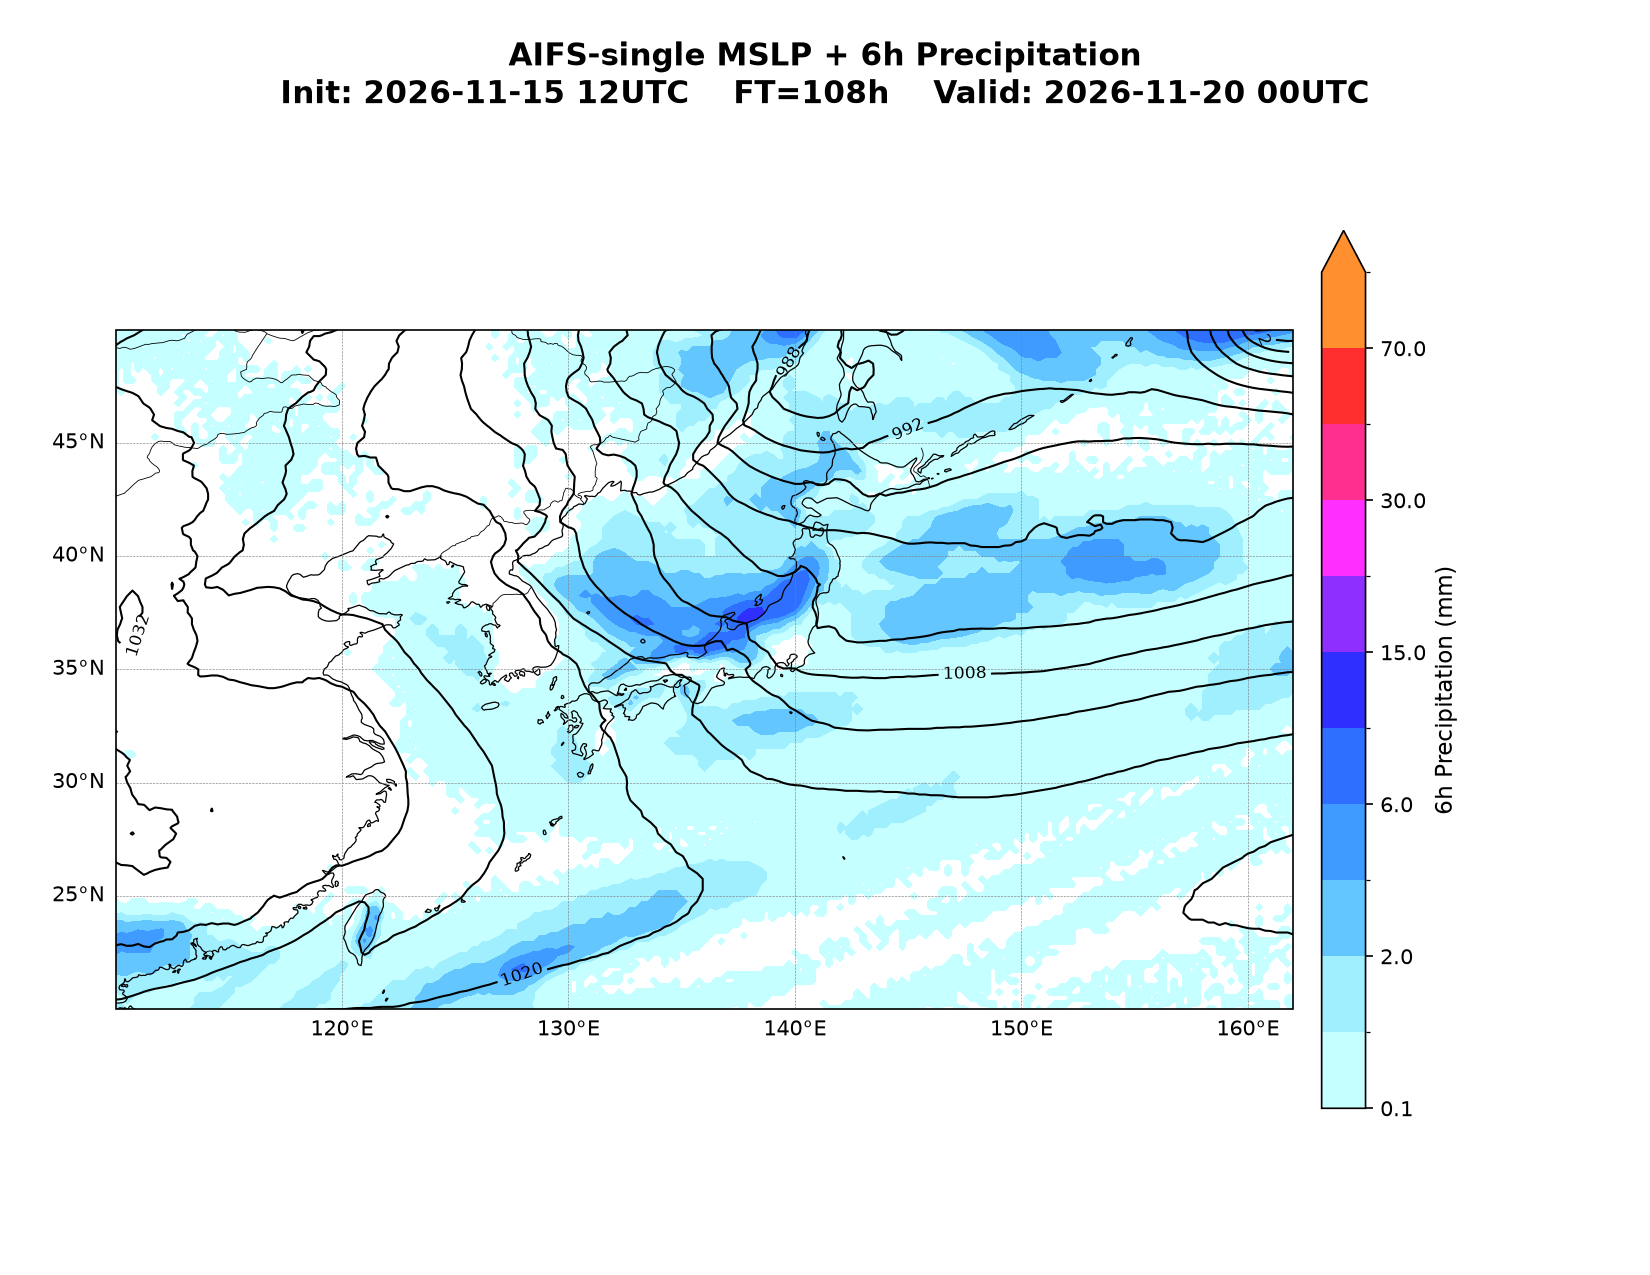 AIFS-single MSLP + 6h Precipitation
Init: 2026-11-15 12UTC    FT=108h    Valid: 2026-11-20 00UTC
988
2
992
1032
1008
1020
45°N
40°N
35°N
30°N
25°N
120°E
130°E
140°E
150°E
160°E
70.0
30.0
15.0
6.0
2.0
0.1
6h Precipitation (mm)